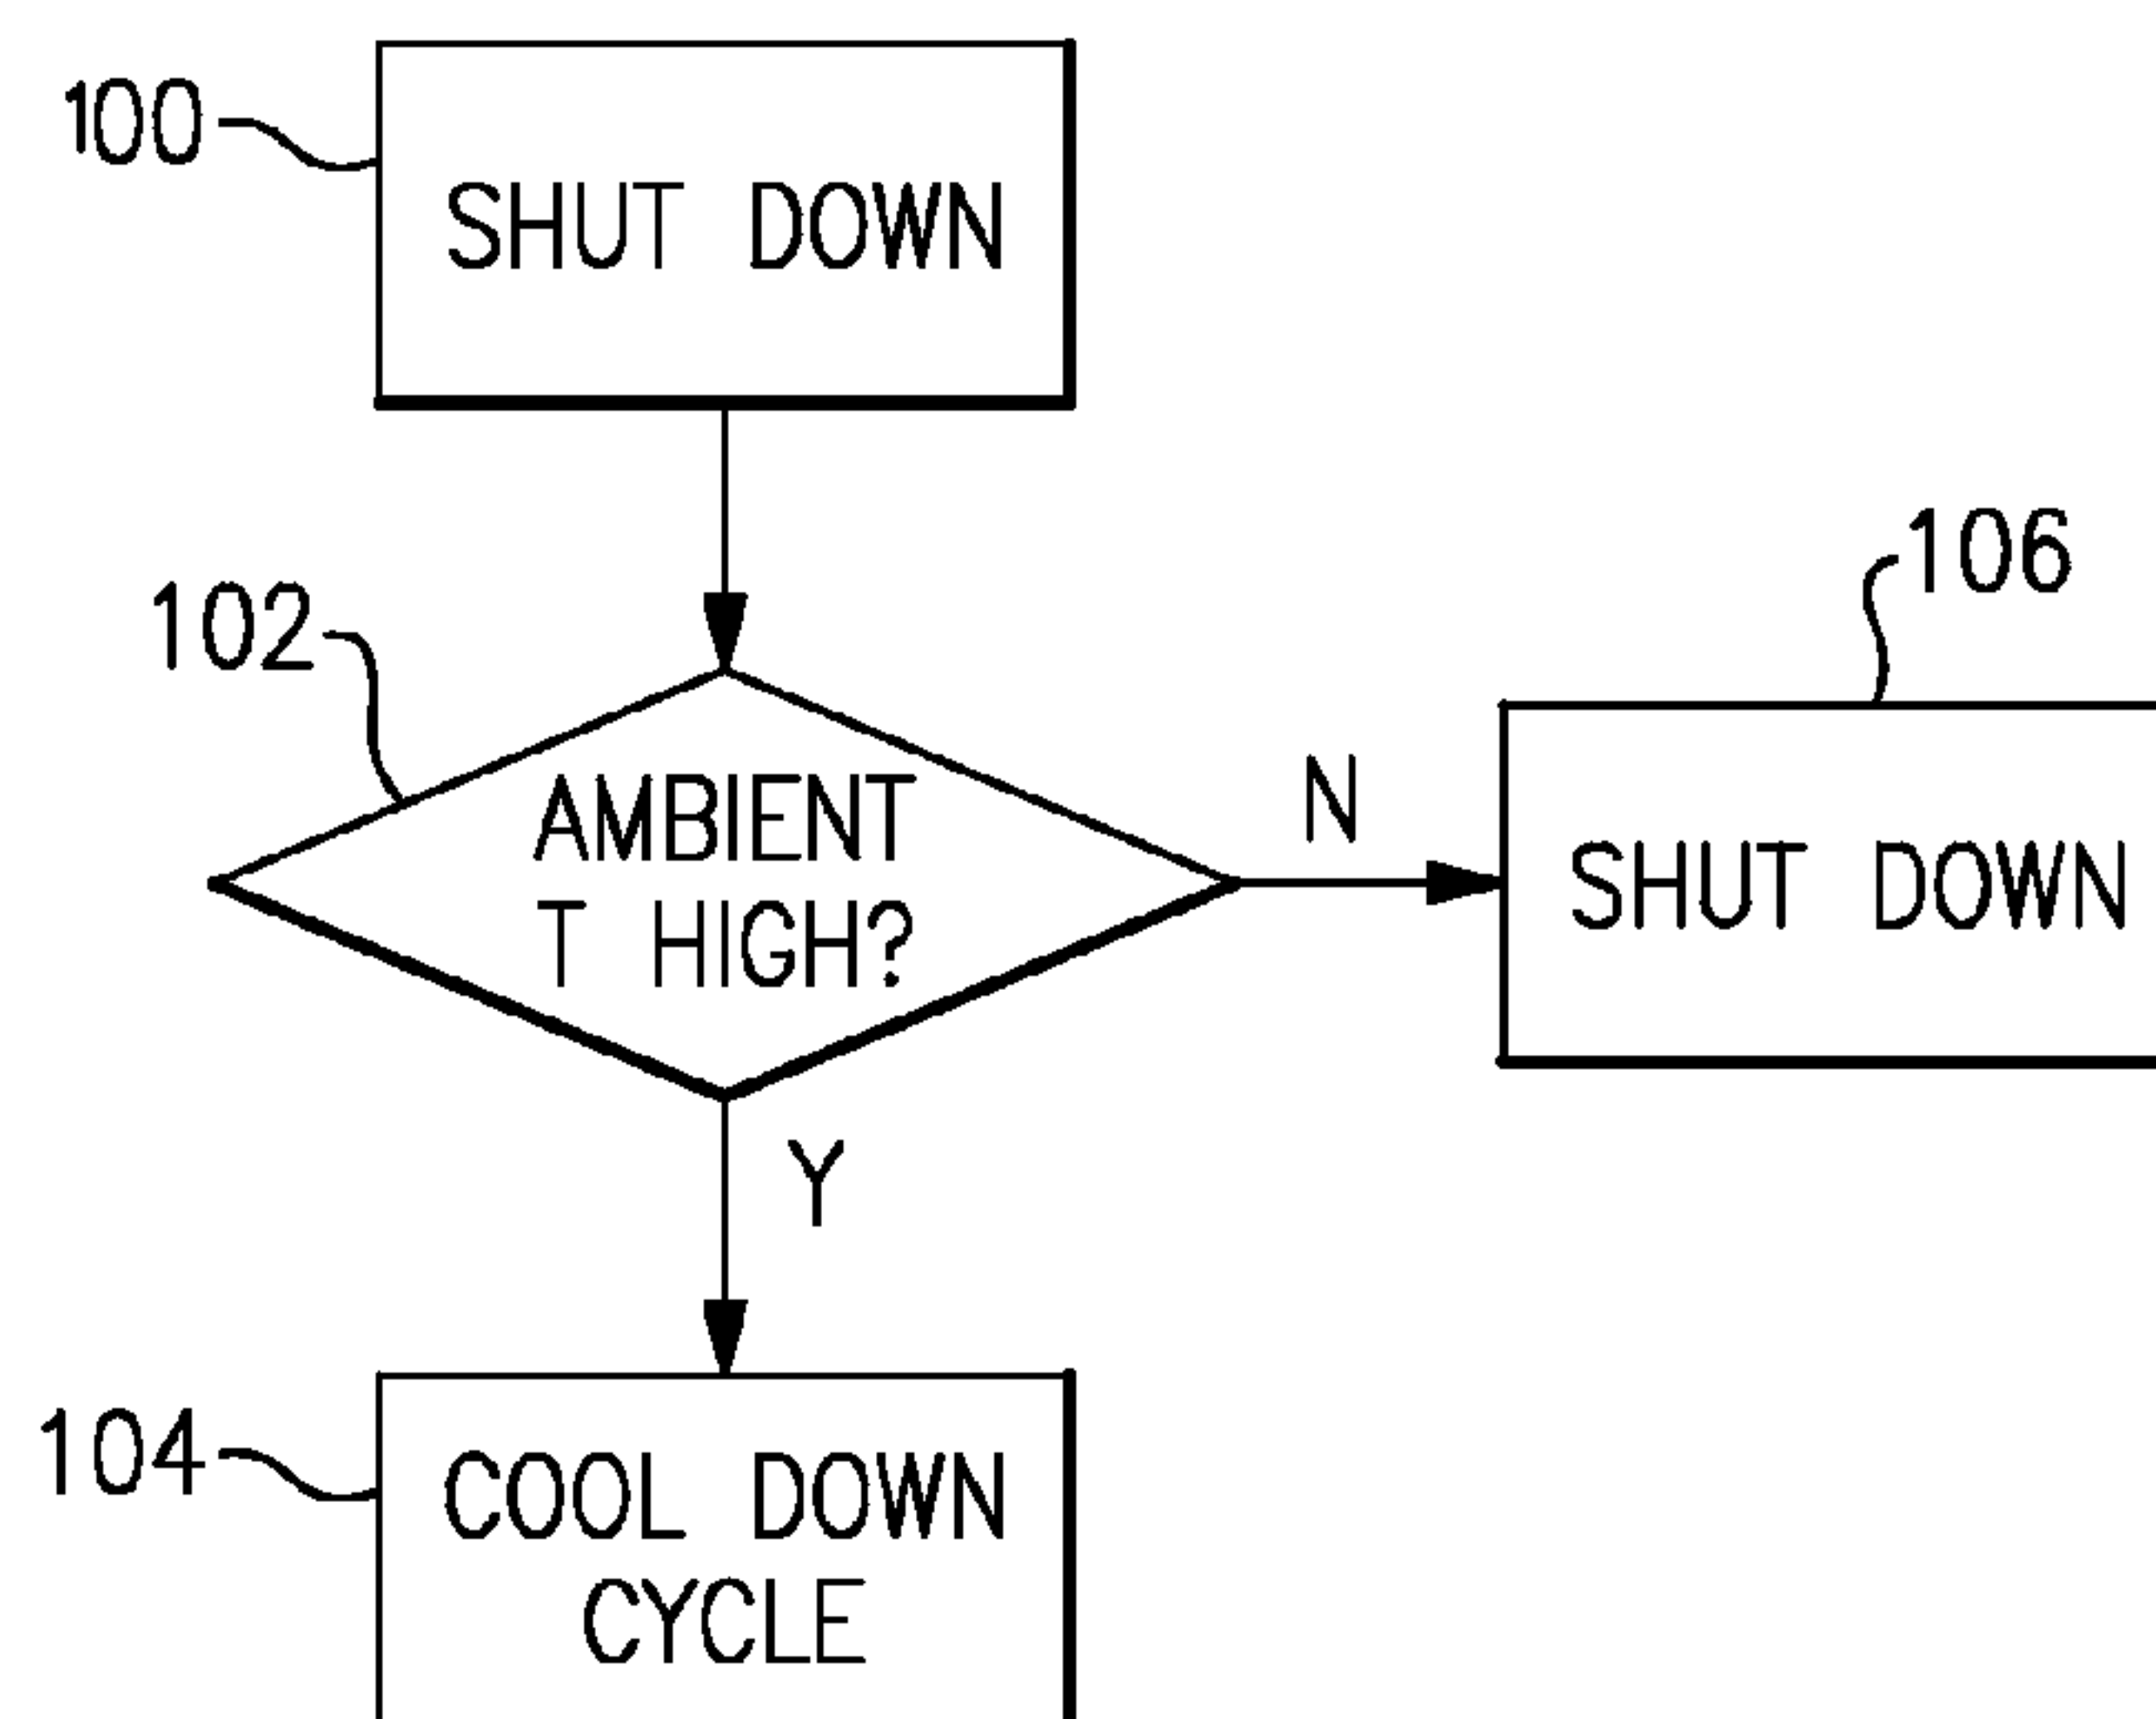 100
SHUT DOWN
102
106
AMBIENT
T HIGH?
N
SHUT DOWN
Y
104
COOL DOWN
CYCLE